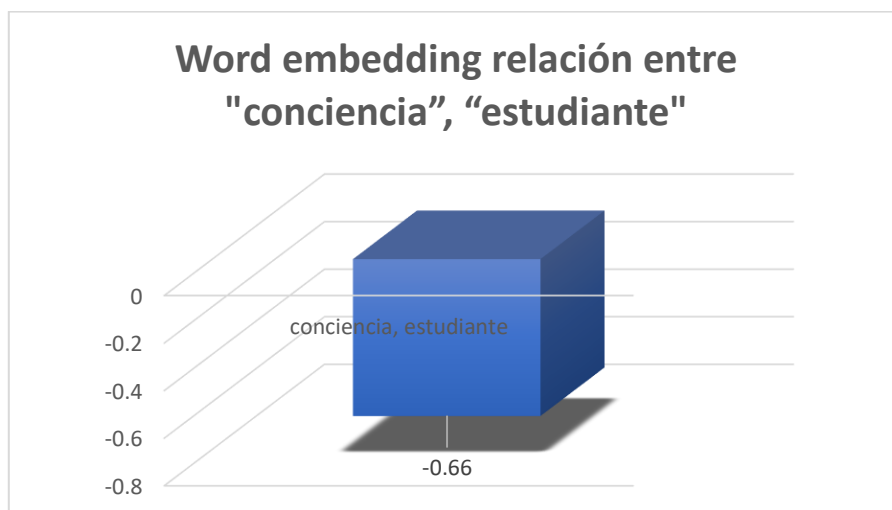 Word embedding relación entre
"conciencia”, “estudiante"
0
conciencia, estudiante
-0.2
-0.4
-0.6
-0.66
-0.8